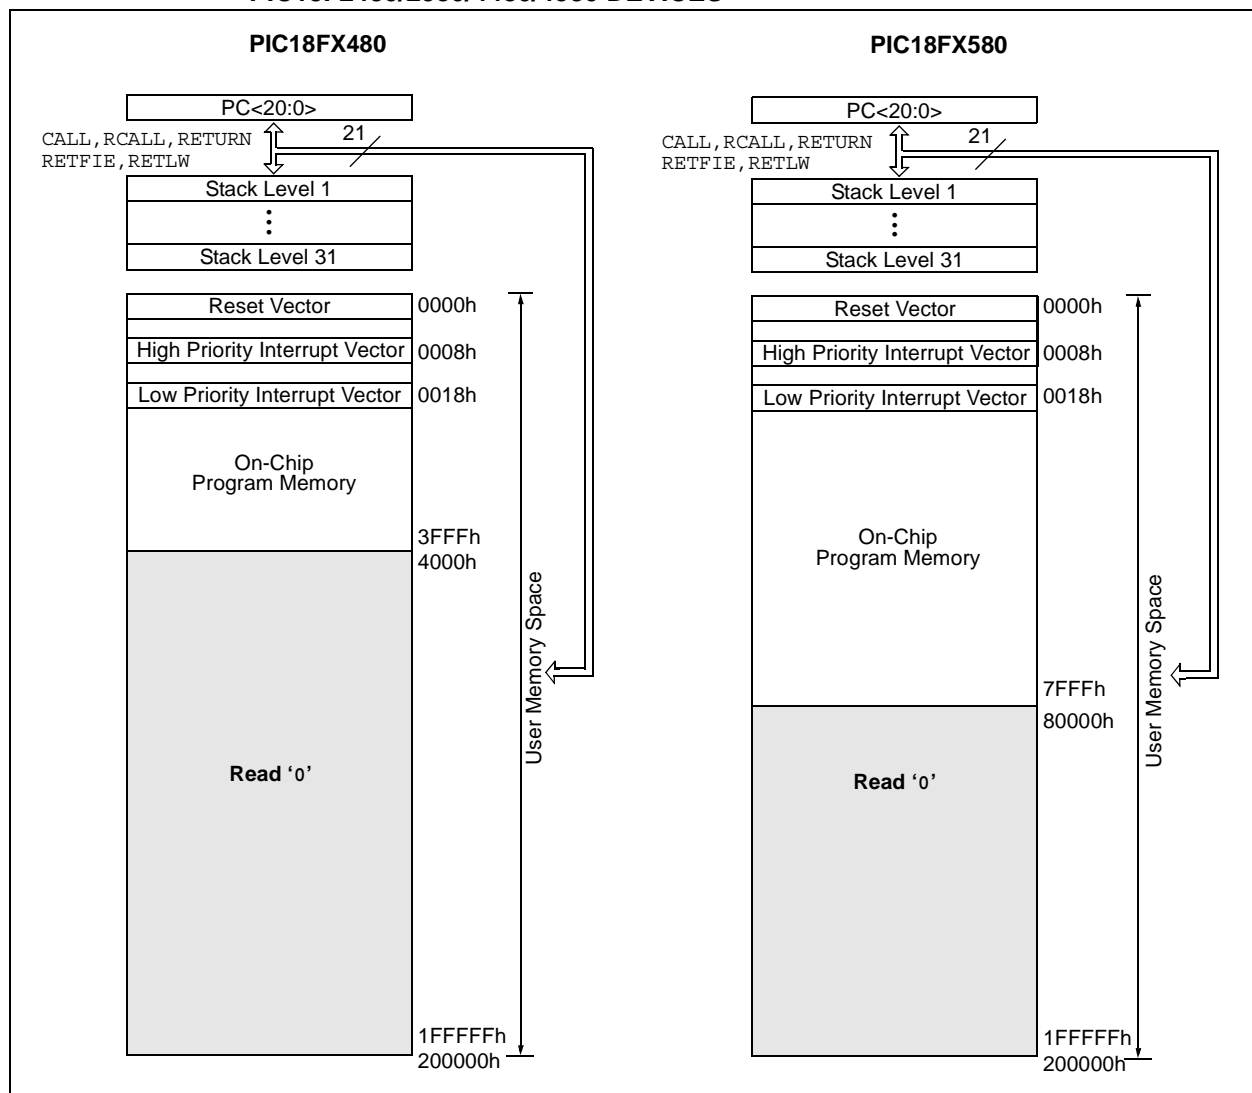 PIC18FX480
PC<20:0>
CALL,RCALL,RETURN
RETFIE,RETLW
21
Stack Level 1
Stack Level 31
Reset Vector
0000h
High Priority Interrupt Vector
0008h
Low Priority Interrupt Vector
0018h
On-Chip
Program Memory
3FFFh
4000h
Read ‘0’
1FFFFFh
200000h
User Memory Space
PIC18FX580
PC<20:0>
CALL,RCALL,RETURN
RETFIE,RETLW
21
Stack Level 1
Stack Level 31
Reset Vector
0000h
High Priority Interrupt Vector
0008h
Low Priority Interrupt Vector
0018h
On-Chip
Program Memory
7FFFh
80000h
Read ‘0’
1FFFFFh
200000h
User Memory Space